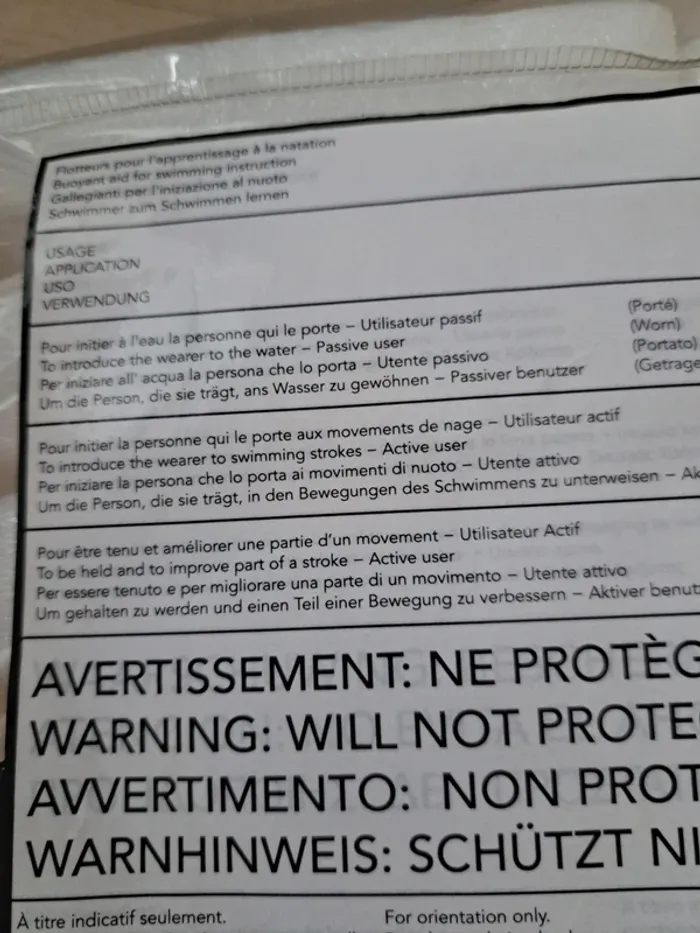 Flotteurs pour l'apprentissage à la natation
Buoyant aid for swimming instruction
Gallegianti per l'iniziazione al nuoto
Schwimmer zum Schwimmen lernen
USAGE
APPLICATION
USO
VERWENDUNG
Pour initier à l'eau la personne qui le porte – Utilisateur passif (Porté)
To introduce the wearer to the water – Passive user (Worn)
Per iniziare all' acqua la persona che lo porta – Utente passivo (Portato)
Um die Person, die sie trägt, ans Wasser zu gewöhnen – Passiver benutzer (Getrage
Pour initier la personne qui le porte aux movements de nage – Utilisateur actif
To introduce the wearer to swimming strokes – Active user
Per iniziare la persona che lo porta ai movimenti di nuoto – Utente attivo
Um die Person, die sie trägt, in den Bewegungen des Schwimmens zu unterweisen – Ak
Pour être tenu et améliorer une partie d'un movement – Utilisateur Actif
To be held and to improve part of a stroke – Active user
Per essere tenuto e per migliorare una parte di un movimento – Utente attivo
Um gehalten zu werden und einen Teil einer Bewegung zu verbessern – Aktiver benut
AVERTISSEMENT: NE PROTÈG
WARNING: WILL NOT PROTE
AVVERTIMENTO: NON PROT
WARNHINWEIS: SCHÜTZT NI
À titre indicatif seulement. For orientation only.